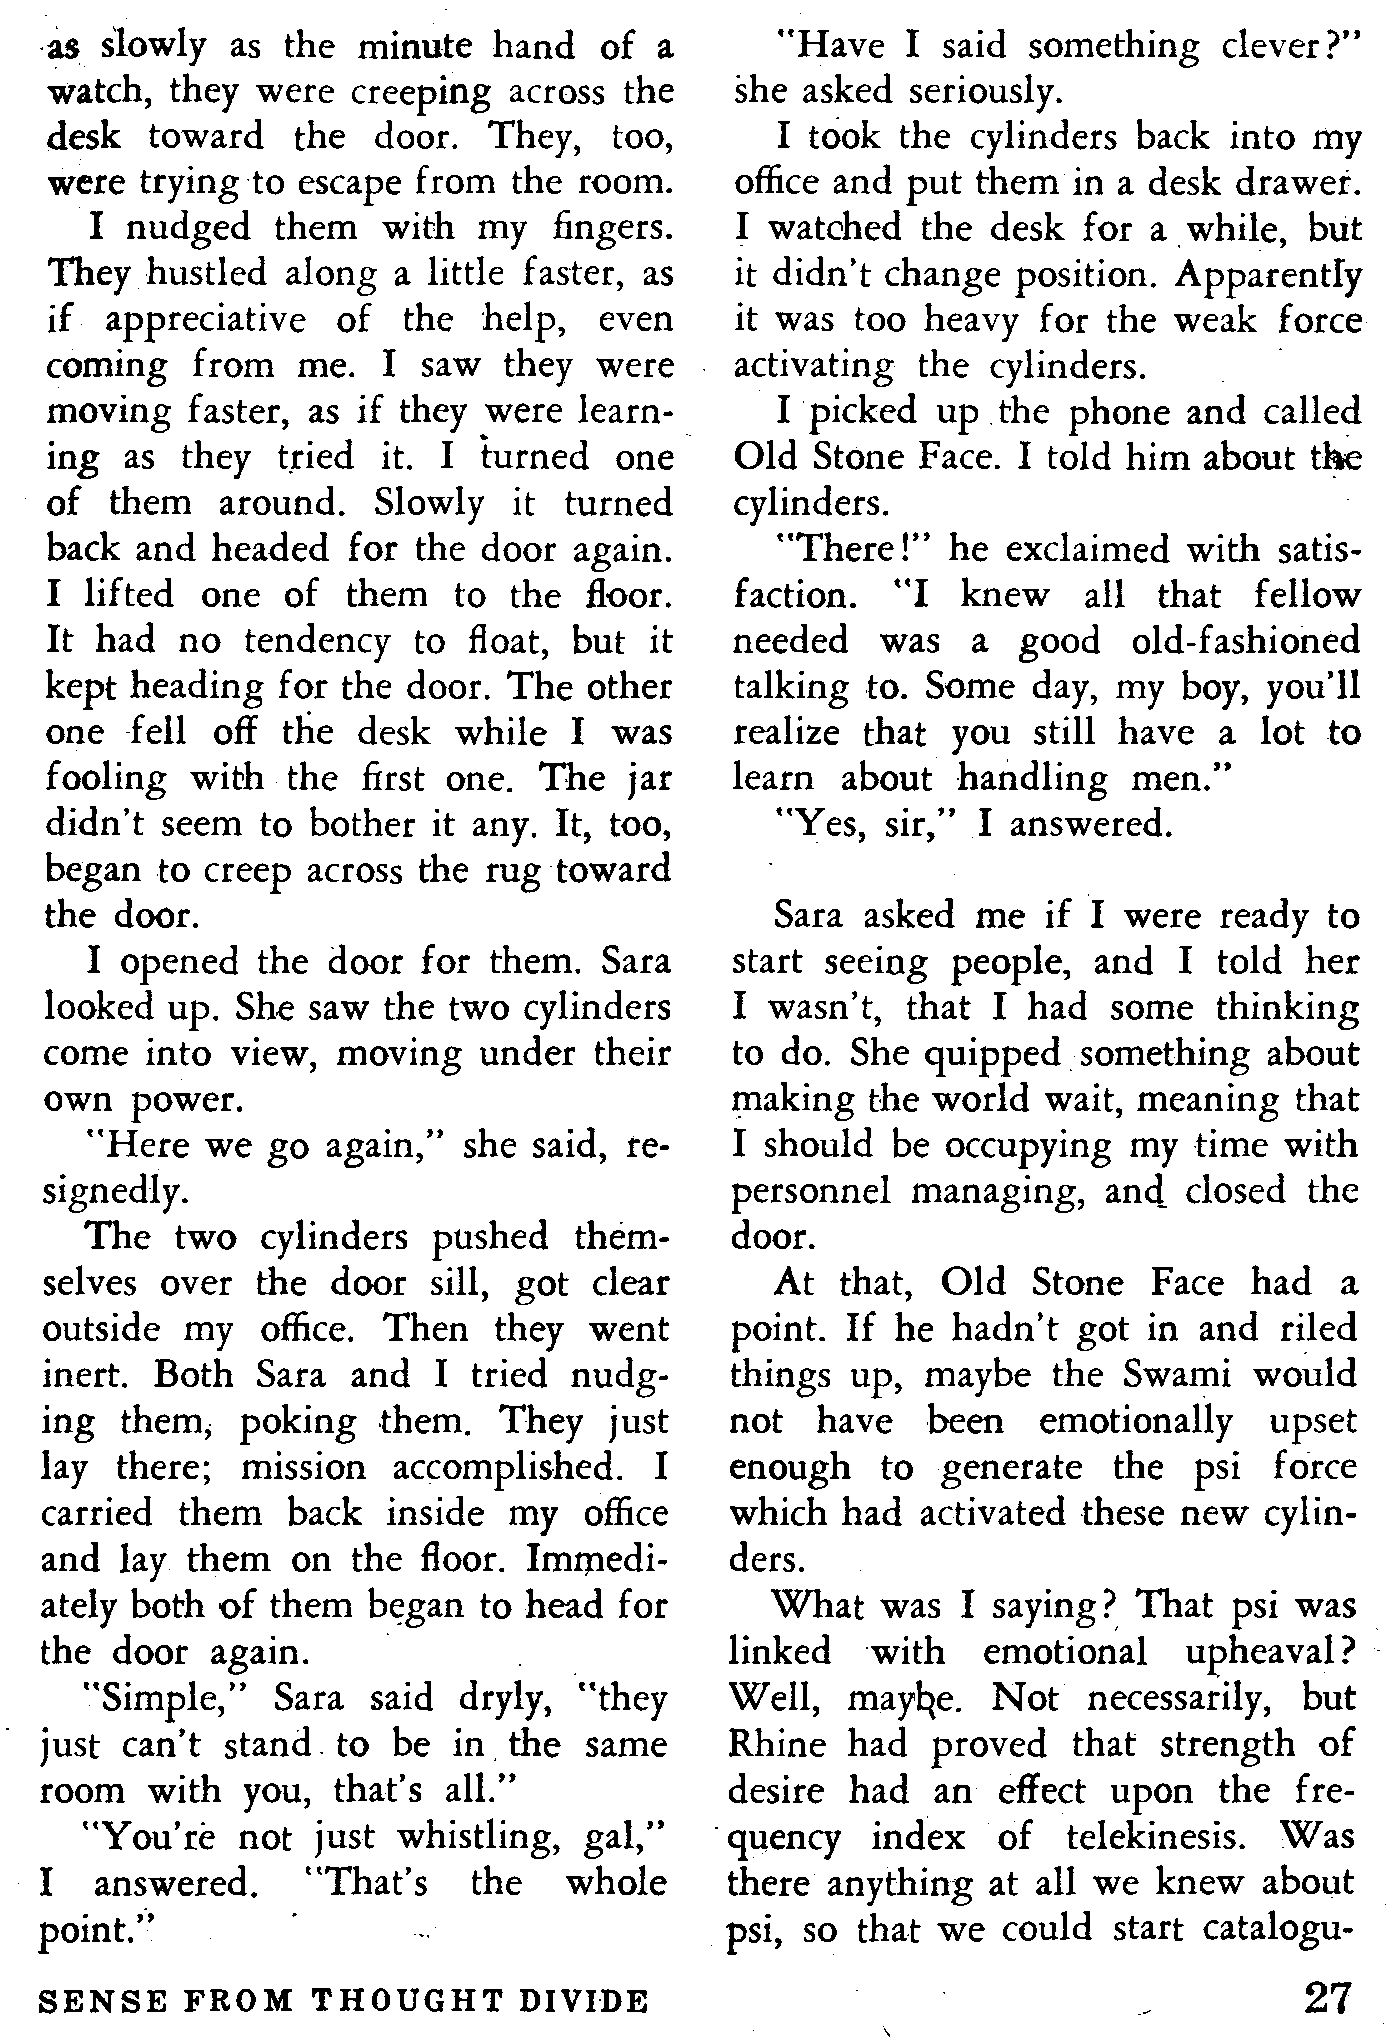 as slowly as the minute hand of a
watch, they were creeping across the
desk toward the door. They, too,
were trying to escape from the room.
I nudged them with my fingers.
They hustled along a little faster, as
if appreciative of the help, even
coming from me. I saw they were
moving faster, as if they were learn-
ing as they tried it. I turned one
of them around. Slowly it turned
back and headed for the door again.
I lifted one of them to the floor.
It had no tendency to float, but it
kept heading for the door. The other
one fell off the desk while I was
fooling with the first one. The jar
didn't seem to bother it any. It, too,
began to creep across the rug toward
the door.
I opened the door for them. Sara
looked up. She saw the two cylinders
come into view, moving under their
own power.
"Here we go again," she said, re-
signedly.
The two cylinders pushed them-
selves over the door sill, got clear
outside my office. Then they went
inert. Both Sara and I tried nudg-
ing them, poking them. They just
lay there; mission accomplished. I
carried them back inside my office
and lay them on the floor. Immedi-
ately both of them began to head for
the door again.
"Simple," Sara said dryly, "they
just can't stand to be in the same
room with you, that's all."
"You're not just whistling, gal,"
I answered. "That's the whole
point."
"Have I said something clever?"
she asked seriously.
I took the cylinders back into my
office and put them in a desk drawer.
I watched the desk for a while, but
it didn't change position. Apparently
it was too heavy for the weak force
activating the cylinders.
I picked up the phone and called
Old Stone Face. I told him about the
cylinders.
"There!" he exclaimed with satis-
faction. "I knew all that fellow
needed was a good old-fashioned
talking to. Some day, my boy, you'll
realize that you still have a lot to
learn about handling men."
"Yes, sir," I answered.
Sara asked me if I were ready to
start seeing people, and I told her
I wasn't, that I had some thinking
to do. She quipped something about
making the world wait, meaning that
I should be occupying my time with
personnel managing, and closed the
door.
At that, Old Stone Face had a
point. If he hadn't got in and riled
things up, maybe the Swami would
not have been emotionally upset
enough to generate the psi force
which had activated these new cylin-
ders.
What was I saying? That psi was
linked with emotional upheaval?
Well, maybe. Not necessarily, but
Rhine had proved that strength of
desire had an effect upon the fre-
quency index of telekinesis. Was
there anything at all we knew about
psi, so that we could start catalogu-
SENSE FROM THOUGHT DIVIDE
27